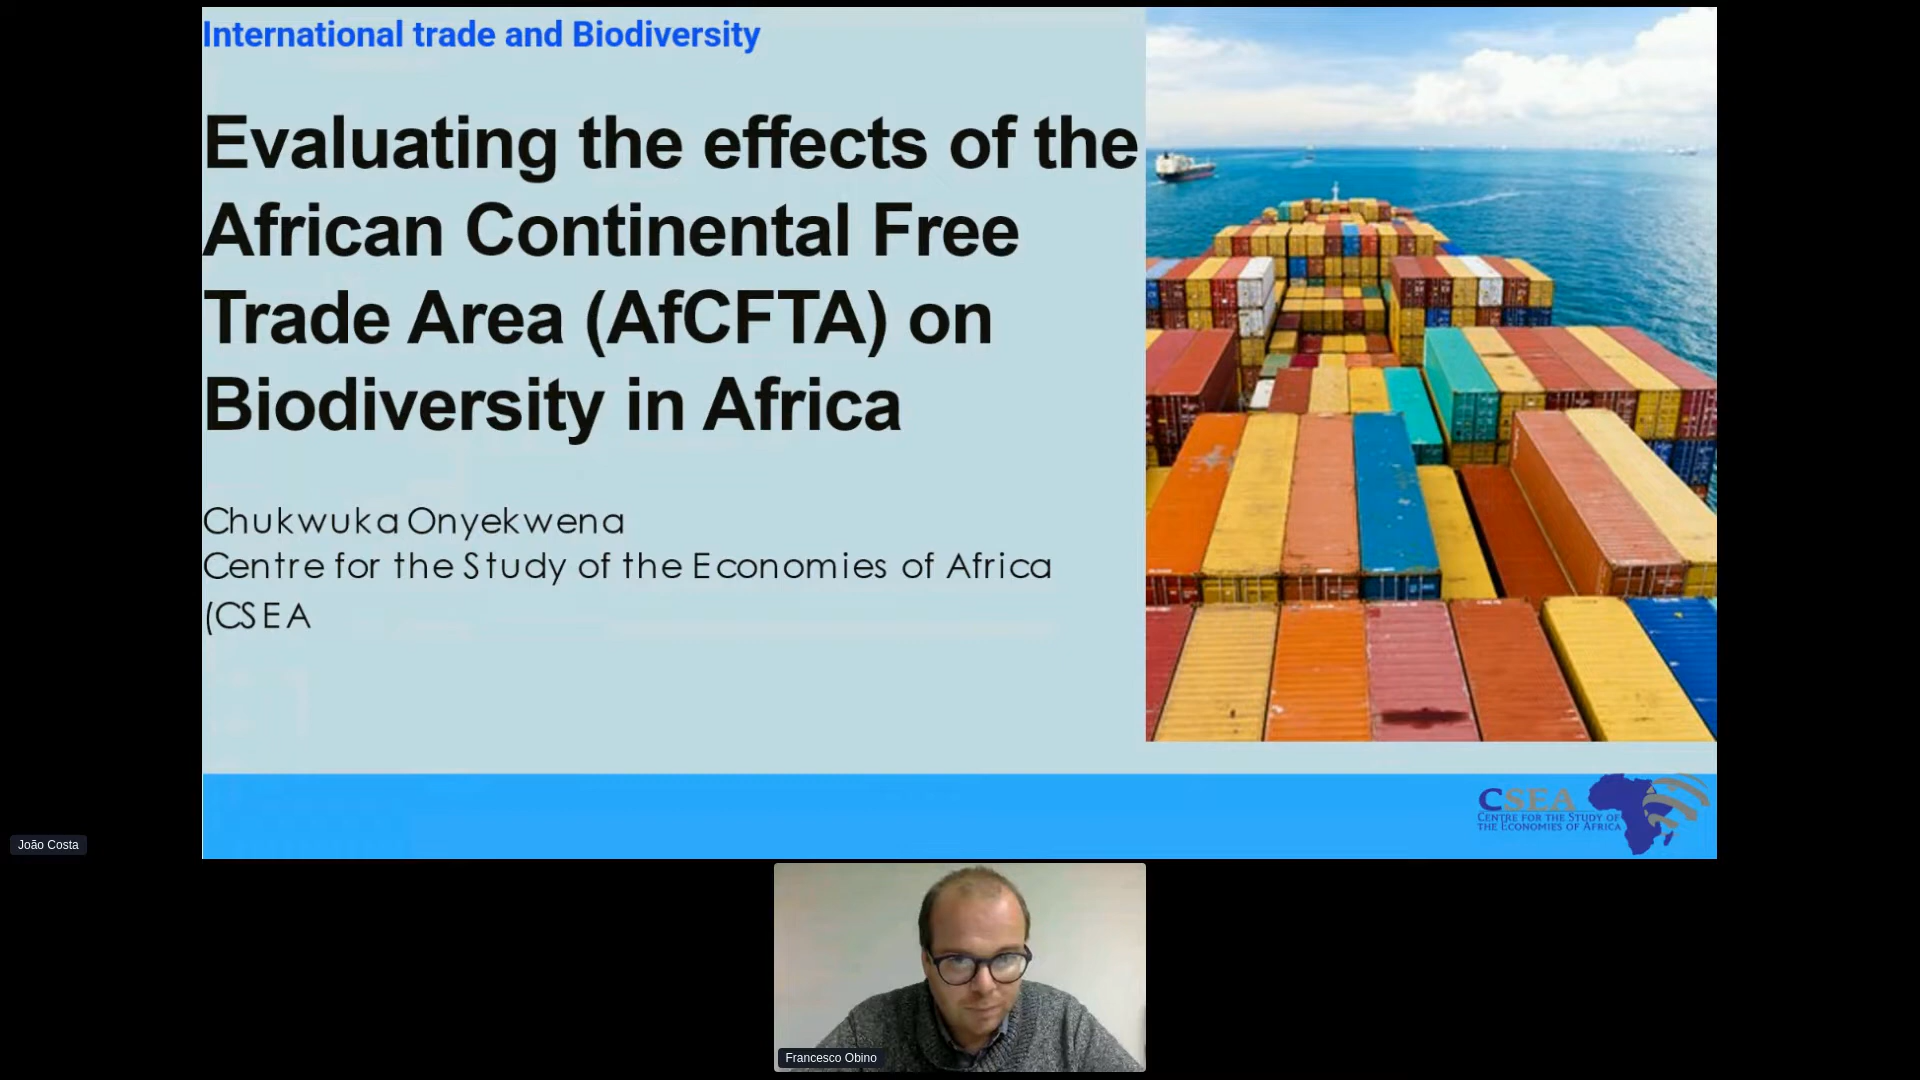 International trade and Biodiversity
Evaluating the effects of the
African Continental Free
Trade Area (AfCFTA) on
Biodiversity in Africa
Chukwuka Onyekwena
Centre for the Study of the Economies of Africa
(CSEA
CSEA
CENTRE FOR THE STUDY OF
THE ECONOMIES OF AFRICA
João Costa
Francesco Obino